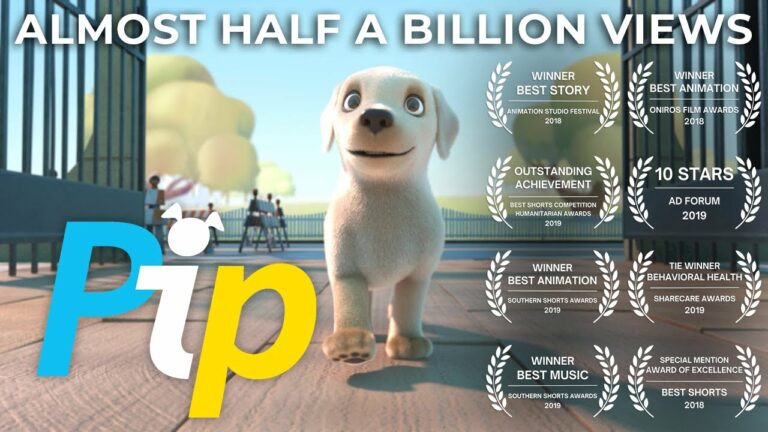 ALMOST HALF A BILLION VIEWS
Pip
WINNER
BEST STORY
ANIMATION STUDIO FESTIVAL
2018
WINNER
BEST ANIMATION
ONIROS FILM AWARDS
2018
OUTSTANDING
ACHIEVEMENT
BEST SHORTS COMPETITION
HUMANITARIAN AWARDS
2019
10 STARS
AD FORUM
2019
WINNER
BEST ANIMATION
SOUTHERN SHORTS AWARDS
2019
TIE WINNER
BEHAVIORAL HEALTH
SHARECARE AWARDS
2019
WINNER
BEST MUSIC
SOUTHERN SHORTS AWARDS
2019
SPECIAL MENTION
AWARD OF EXCELLENCE
BEST SHORTS
2018